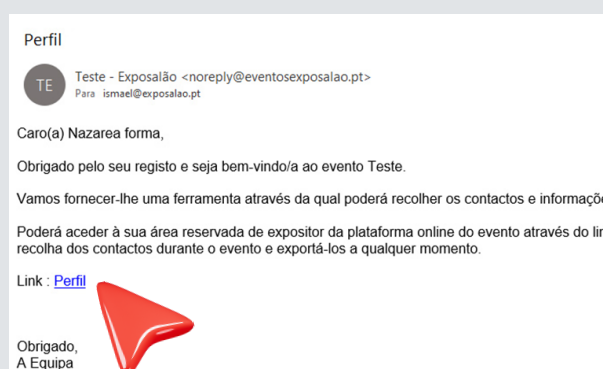 Perfil
TE
Teste - Exposalão <noreply@eventosexposalao.pt>
Para ismael@exposalao.pt
Caro(a) Nazarea forma,
Obrigado pelo seu registo e seja bem-vindo/a ao evento Teste.
Vamos fornecer-lhe uma ferramenta através da qual poderá recolher os contactos e
Poderá aceder à sua área reservada de expositor da plataforma online do evento através do
recolha dos contactos durante o evento e exportá-los a qualquer momento.
Link : Perfil
Obrigado,
A Equipa